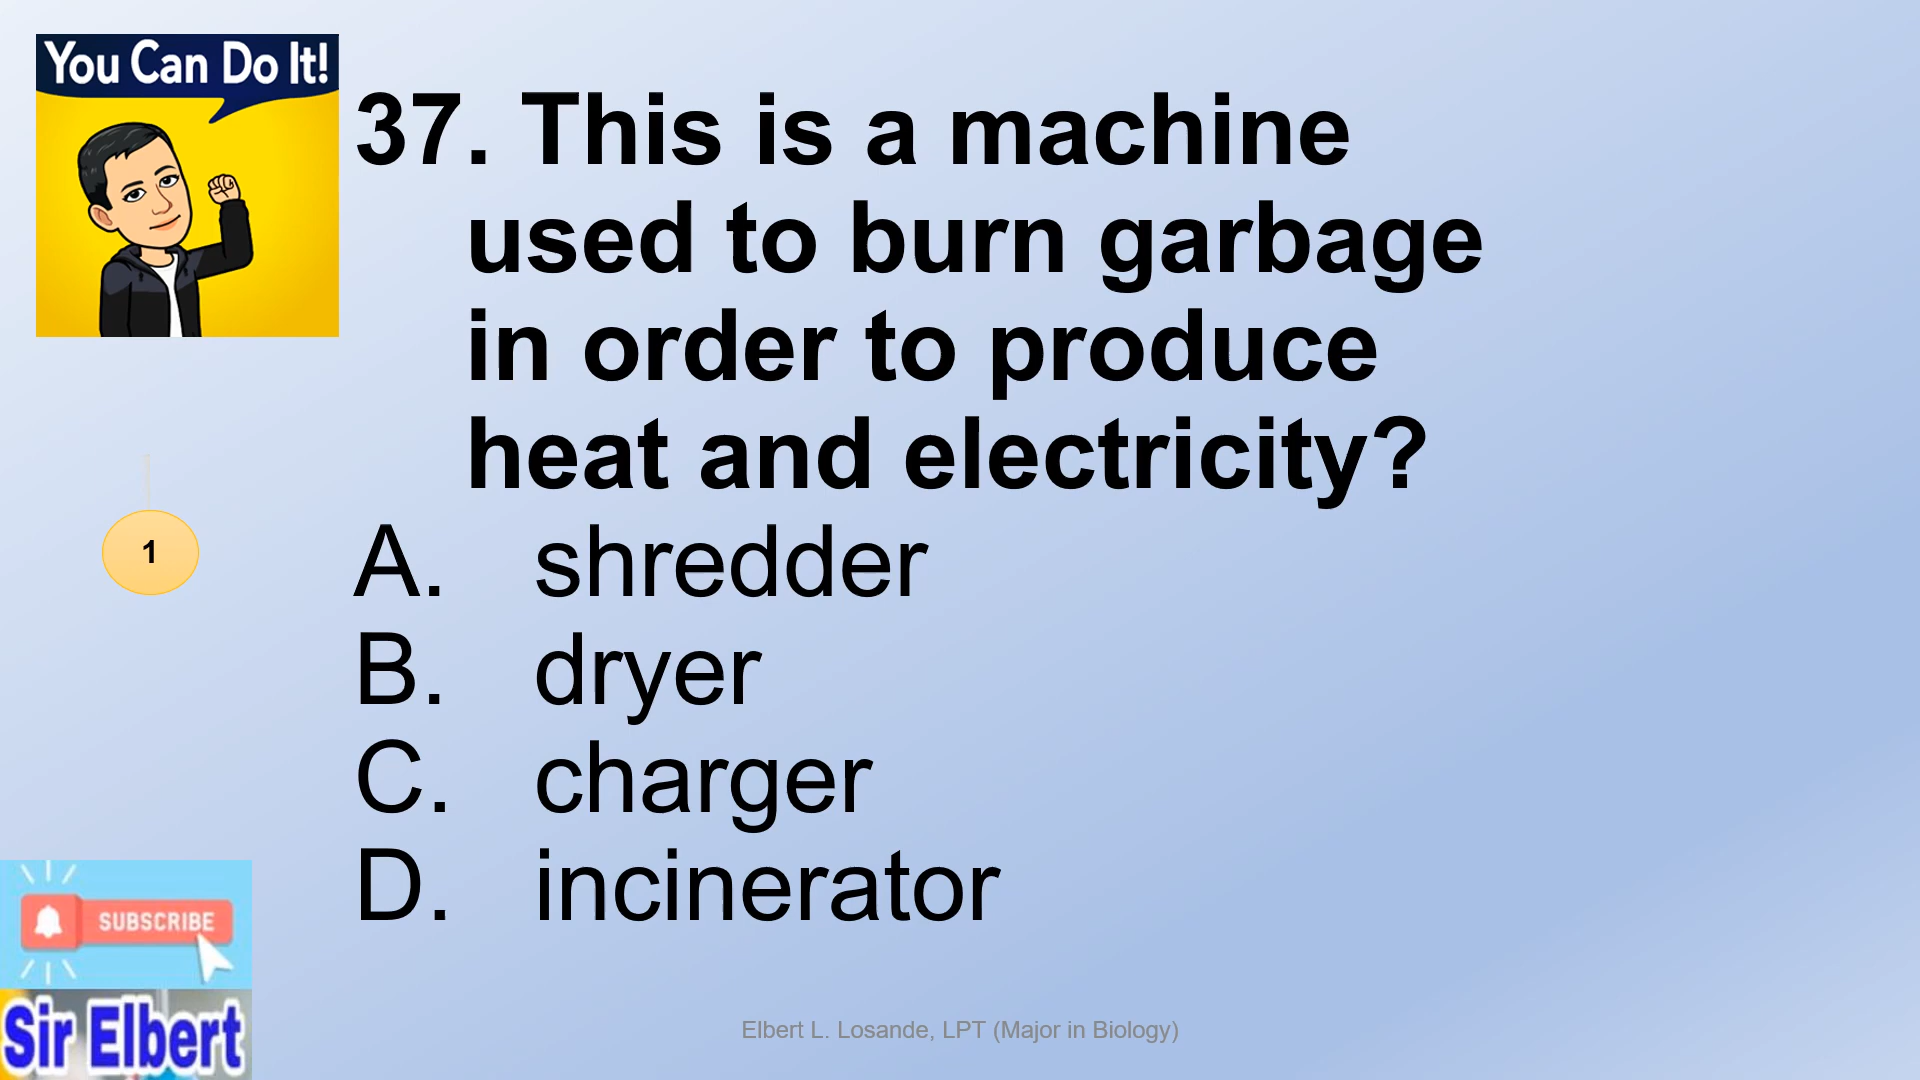 You Can Do It!
37. This is a machine
used to burn garbage
in order to produce
heat and electricity?
A. shredder
B. dryer
C. charger
D. incinerator
1
SUBSCRIBE
Sir Elbert
Elbert L. Losande, LPT (Major in Biology)